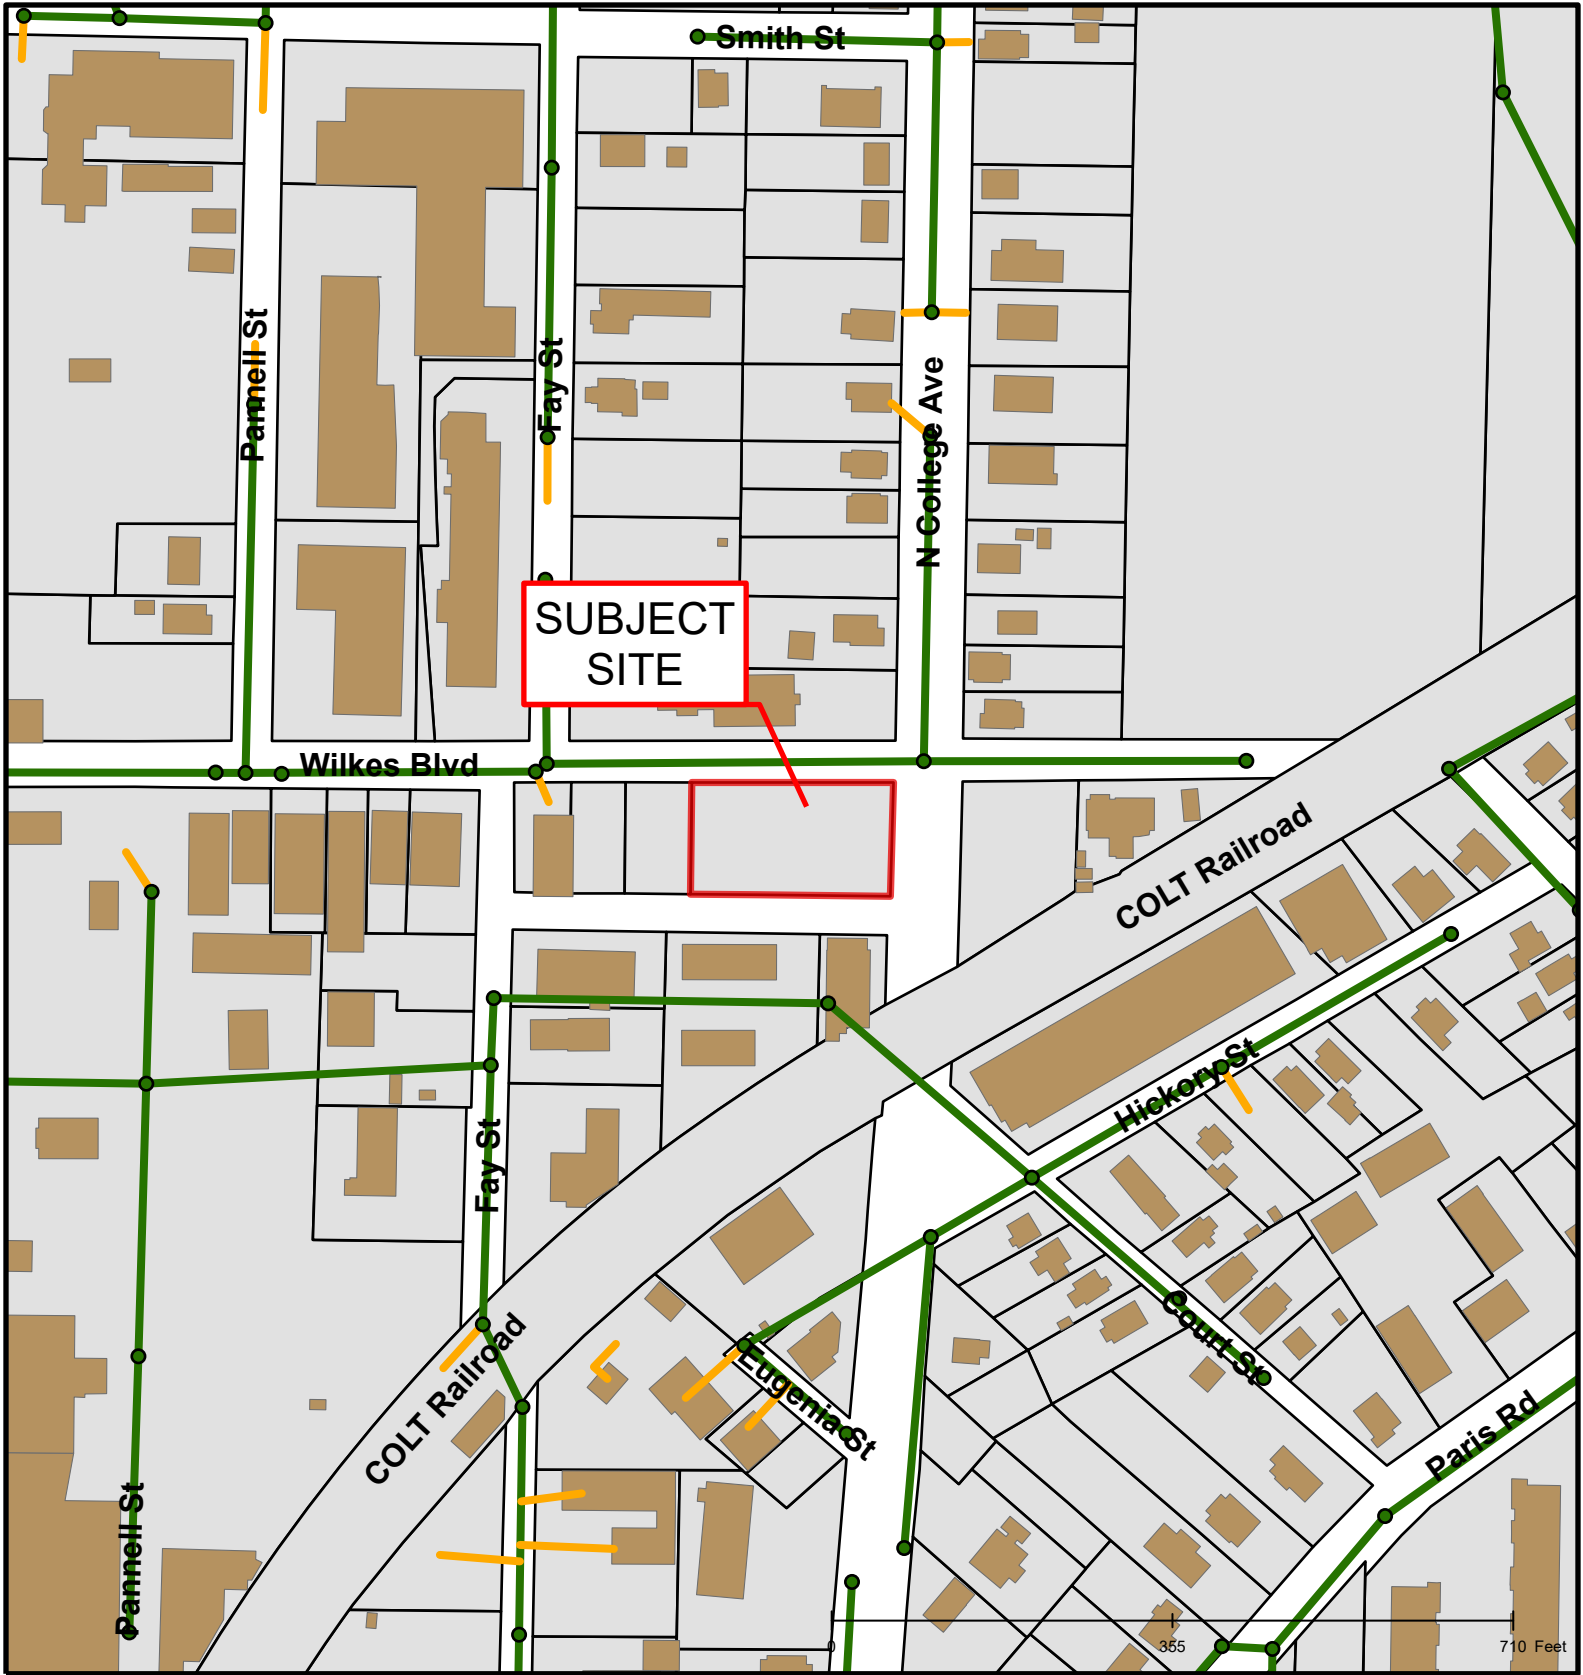 Smith St
Pannell St
Fay St
N College Ave
SUBJECT
SITE
Wilkes Blvd
COLT Railroad
Hickory St
Fay St
Court St
COLT Railroad
Eugenia St
Paris Rd
Pannell St
0 355 710 Feet